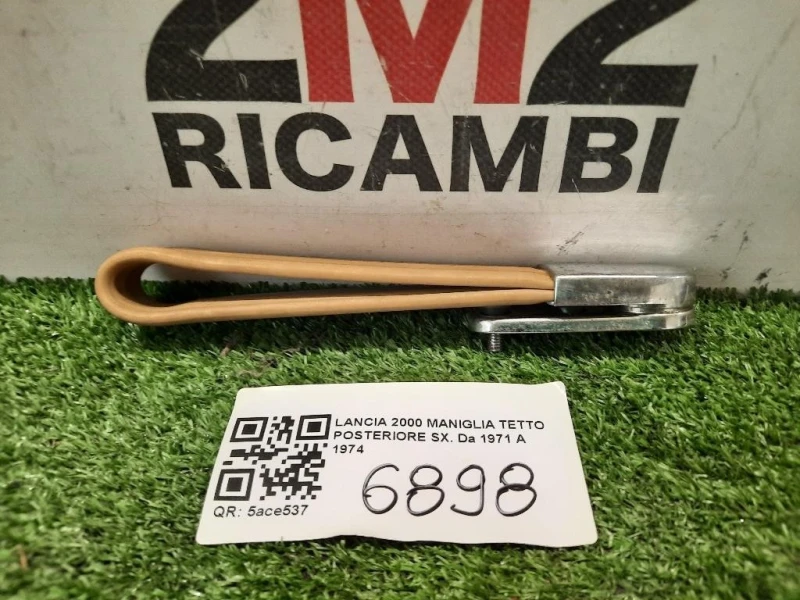 2M2
RICAMBI
LANCIA 2000 MANIGLIA TETTO
POSTERIORE SX. Da 1971 A
1974
6898
QR: 5ace537